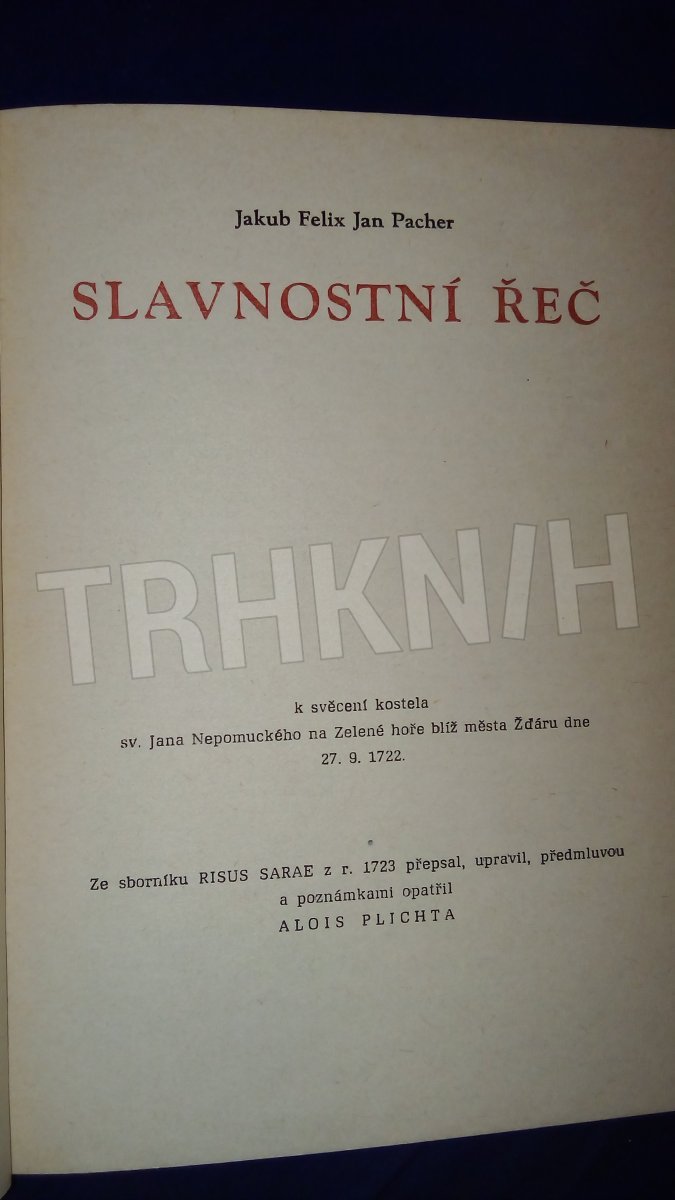 Jakub Felix Jan Pacher
SLAVNOSTNÍ ŘEČ
TRHKNIH
k svěcení kostela
sv. Jana Nepomuckého na Zelené hoře blíž města Žďáru dne
27. 9. 1722.
Ze sborníku RISUS SARAE z r. 1723 přepsal, upravil, předmluvou
a poznámkami opatřil
ALOIS PLICHTA